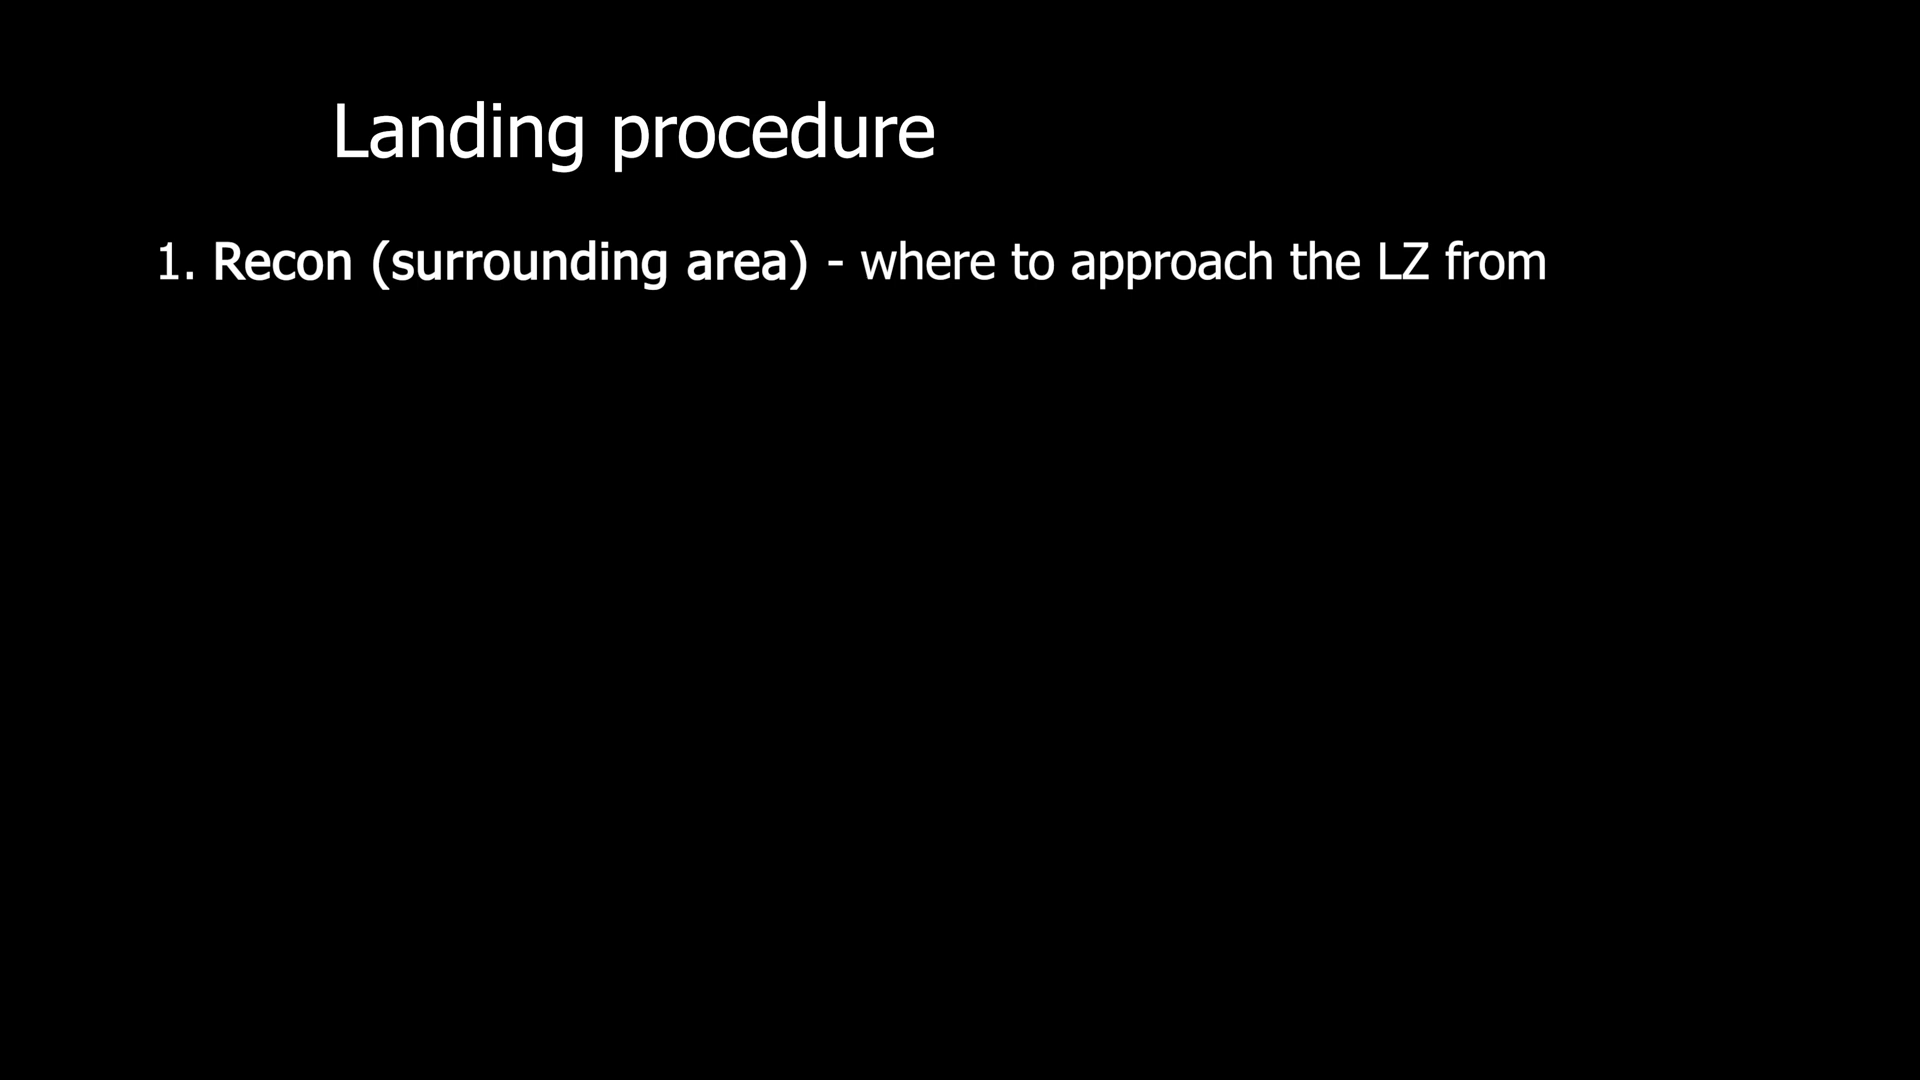 Landing procedure
1. Recon (surrounding area) - where to approach the LZ from